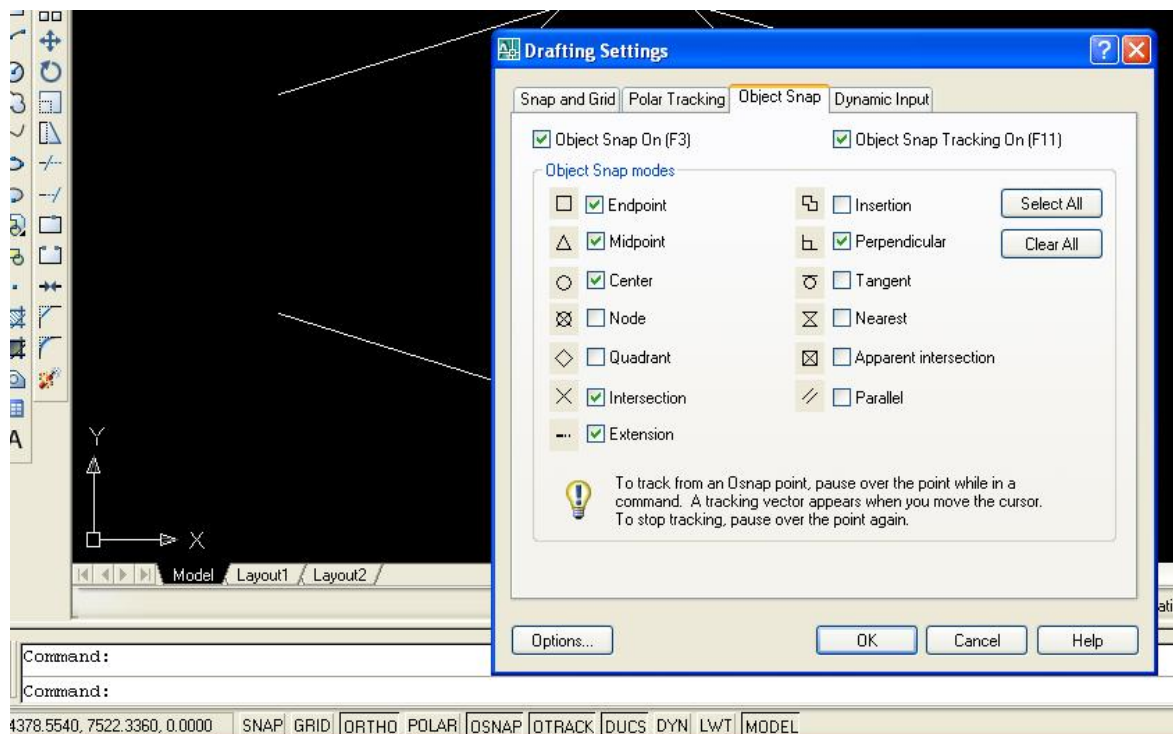 Drafting Settings
Snap and Grid Polar Tracking Object Snap Dynamic Input
Object Snap On (F3) Object Snap Tracking On (F11)
Object Snap modes
Endpoint Insertion Select All
Midpoint Perpendicular Clear All
Center Tangent
Node Nearest
Quadrant Apparent intersection
Intersection Parallel
Extension
To track from an Osnap point, pause over the point while in a
command. A tracking vector appears when you move the cursor.
To stop tracking, pause over the point again.
Options... OK Cancel Help
A
Y
X
Model Layout1 Layout2
Command:
Command:
4378.5540, 7522.3360, 0.0000 SNAP GRID ORTHO POLAR OSNAP OTRACK DUCS DYN LWT MODEL